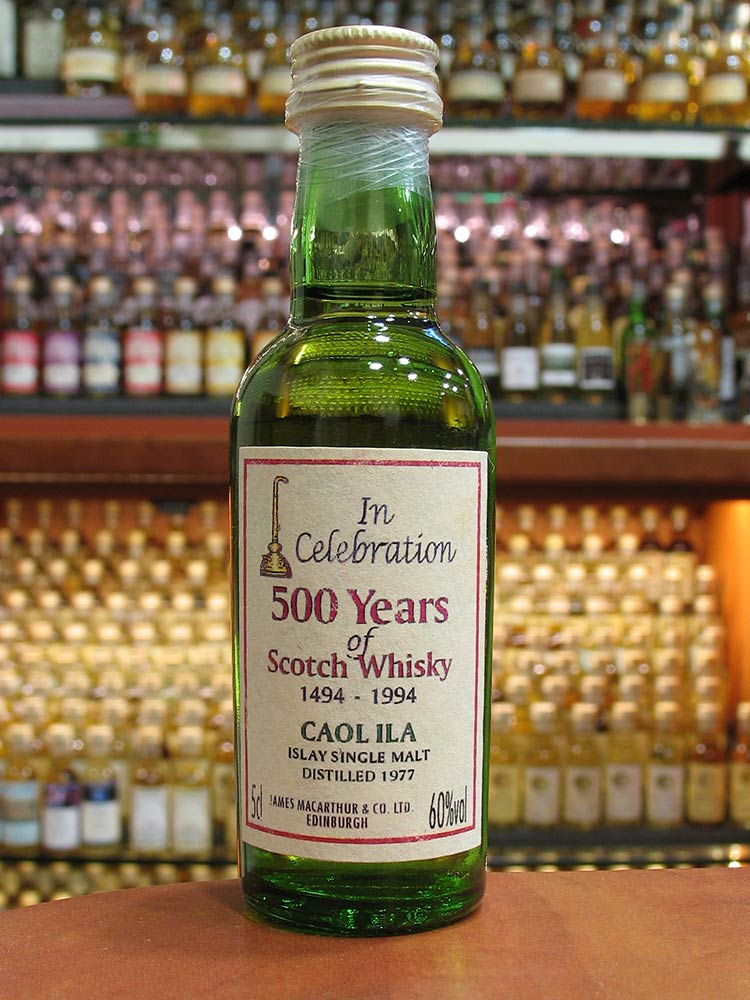 In
Celebration
500 Years
of
Scotch Whisky
1494 - 1994
CAOL ILA
ISLAY SINGLE MALT
DISTILLED 1977
5cl JAMES MACARTHUR & CO. LTD. 60%vol
EDINBURGH